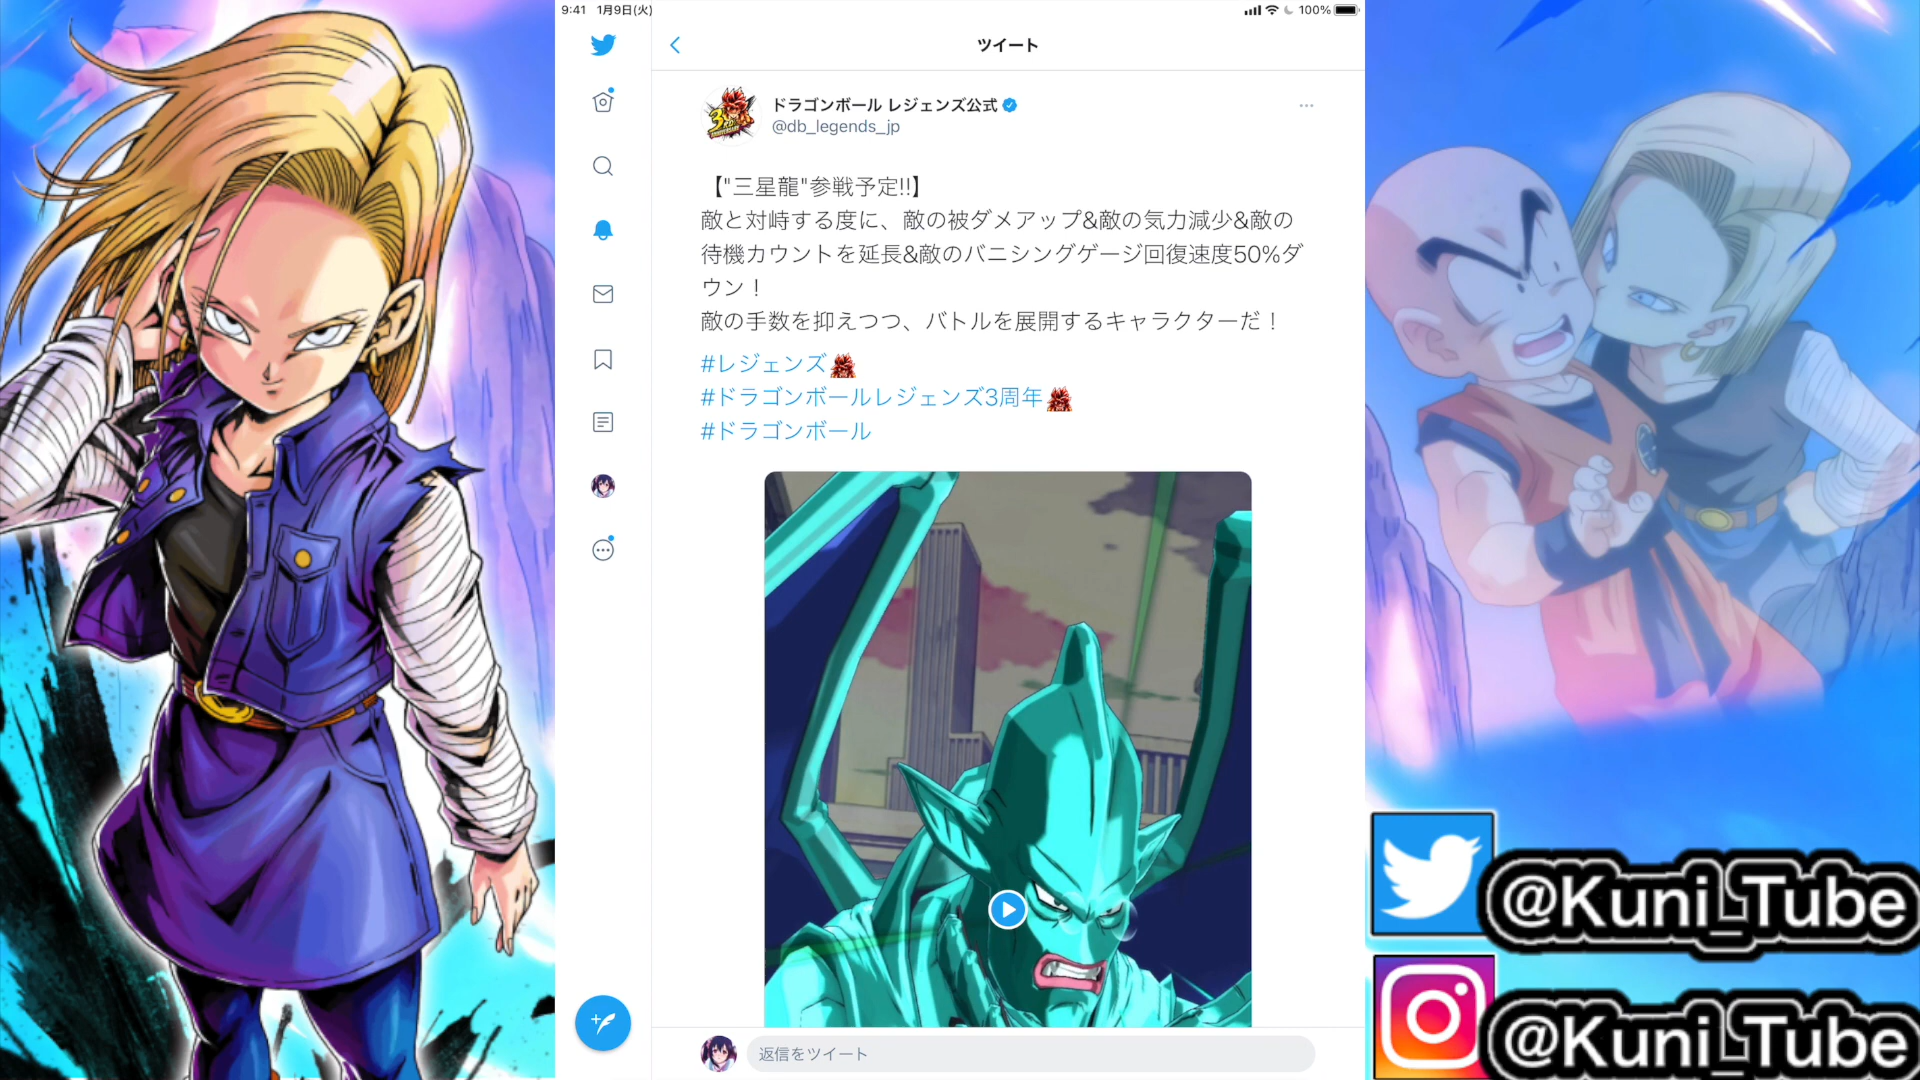 9:41 1月9日(火)
100%
ツイート
ドラゴンボール レジェンズ公式
@db_legends_jp
【"三星龍"参戦予定!!】
敵と対峙する度に、敵の被ダメアップ&敵の気力減少&敵の
待機カウントを延長&敵のバニシングゲージ回復速度50%ダ
ウン！
敵の手数を抑えつつ、バトルを展開するキャラクターだ！
#レジェンズ
#ドラゴンボールレジェンズ3周年
#ドラゴンボール
返信をツイート
@Kuni_Tube
@Kuni_Tube